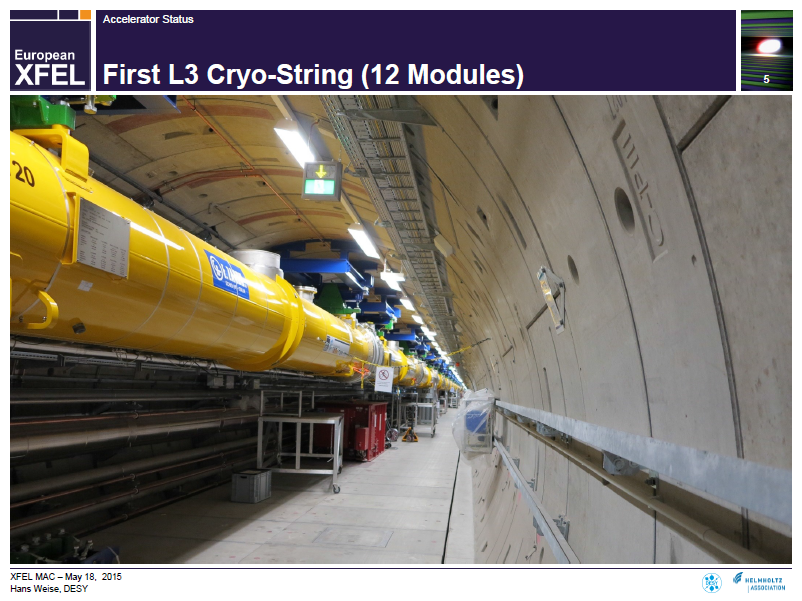 Accelerator Status
European
XFEL
First L3 Cryo-String (12 Modules)
5
20
XFEL MAC – May 18, 2015
Hans Weise, DESY
DESY
HELMHOLTZ
ASSOCIATION